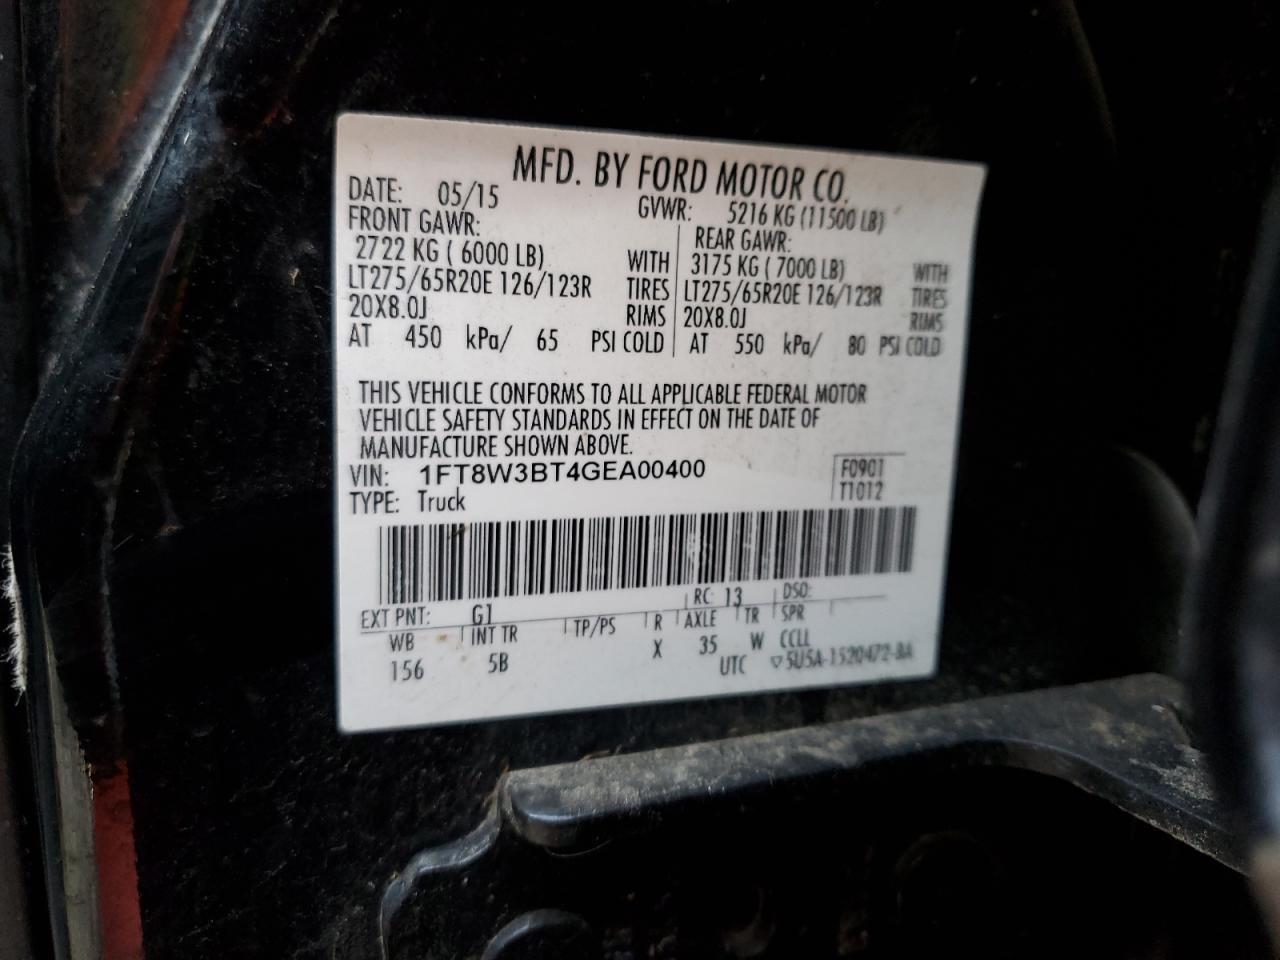 MFD. BY FORD MOTOR CO.
DATE: 05/15 GVWR: 5216 KG (11500 LB)
FRONT GAWR: REAR GAWR:
2722 KG ( 6000 LB) WITH 3175 KG ( 7000 LB) WITH
LT275/65R20E 126/123R TIRES LT275/65R20E 126/123R TIRES
20X8.0J RIMS 20X8.0J RIMS
AT 450 kPa/ 65 PSI COLD AT 550 kPa/ 80 PSI COLD
THIS VEHICLE CONFORMS TO ALL APPLICABLE FEDERAL MOTOR
VEHICLE SAFETY STANDARDS IN EFFECT ON THE DATE OF
MANUFACTURE SHOWN ABOVE.
VIN: 1FT8W3BT4GEA00400 F0901
TYPE: Truck T1012
EXT PNT: G1 RC: 13 DSO:
WB INT TR TP/PS R AXLE TR SPR
156 5B X 35 W CCLL
UTC ▽5U5A-1520472-BA